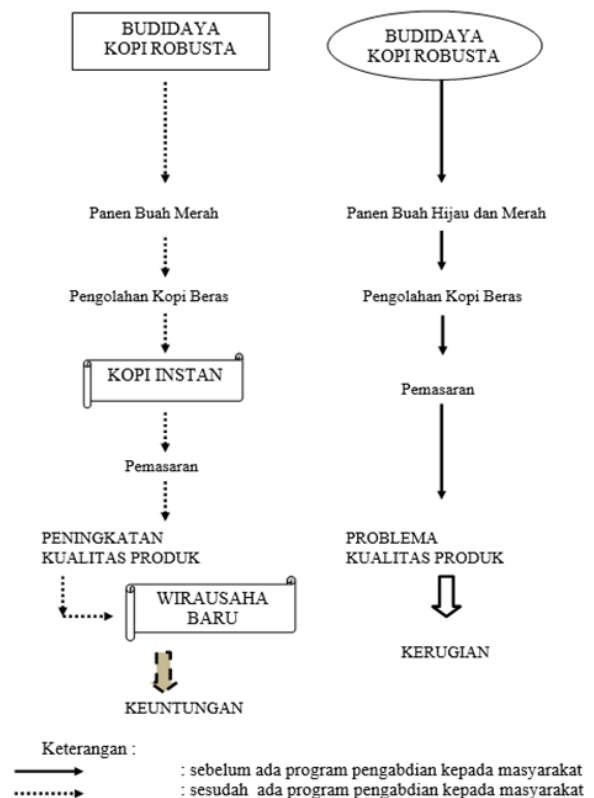 BUDIDAYA
KOPI ROBUSTA
Panen Buah Merah
Pengolahan Kopi Beras
KOPI INSTAN
Pemasaran
PENINGKATAN
KUALITAS PRODUK
WIRAUSAHA
BARU
KEUNTUNGAN
BUDIDAYA
KOPI ROBUSTA
Panen Buah Hijau dan Merah
Pengolahan Kopi Beras
Pemasaran
PROBLEMA
KUALITAS PRODUK
KERUGIAN
Keterangan :
: sebelum ada program pengabdian kepada masyarakat
: sesudah ada program pengabdian kepada masyarakat